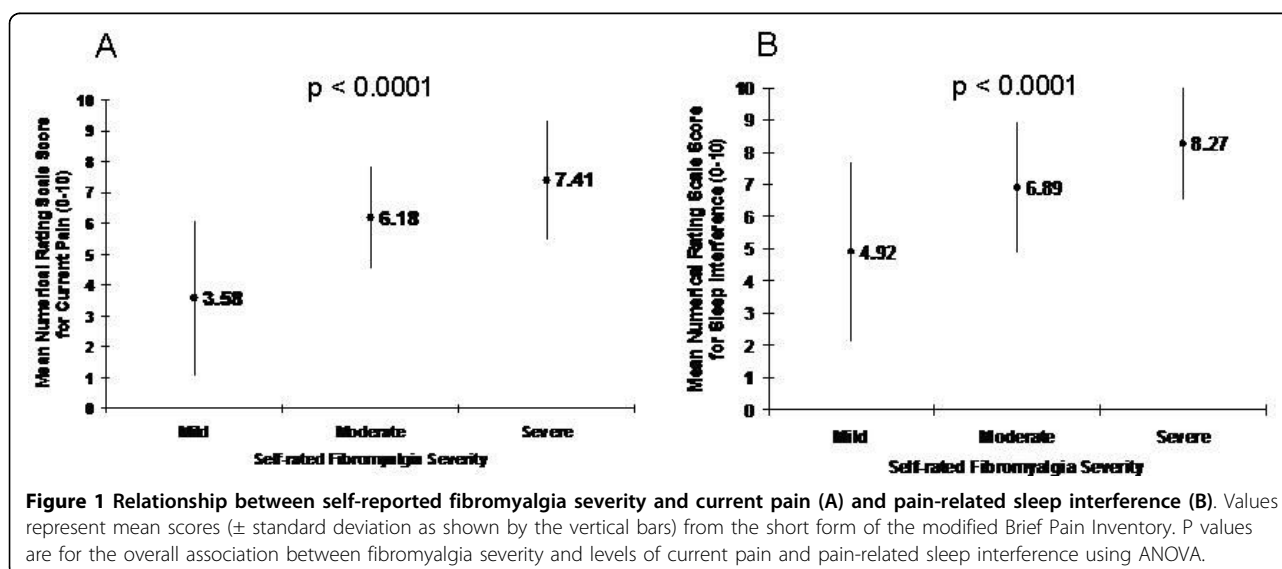 A
p < 0.0001
Mean Numerical Rating Scale Score
for Current Pain (0-10)
10
9
8
7
6
5
4
3
2
1
0
3.58
6.18
7.41
Mild Moderate Severe
Self-rated Fibromyalgia Severity
B
p < 0.0001
Mean Numerical Rating Scale Score
for Sleep Interference (0-10)
10
9
8
7
6
5
4
3
2
1
0
4.92
6.89
8.27
Mild Moderate Severe
Self-rated Fibromyalgia Severity
Figure 1 Relationship between self-reported fibromyalgia severity and current pain (A) and pain-related sleep interference (B). Values
represent mean scores (± standard deviation as shown by the vertical bars) from the short form of the modified Brief Pain Inventory. P values
are for the overall association between fibromyalgia severity and levels of current pain and pain-related sleep interference using ANOVA.